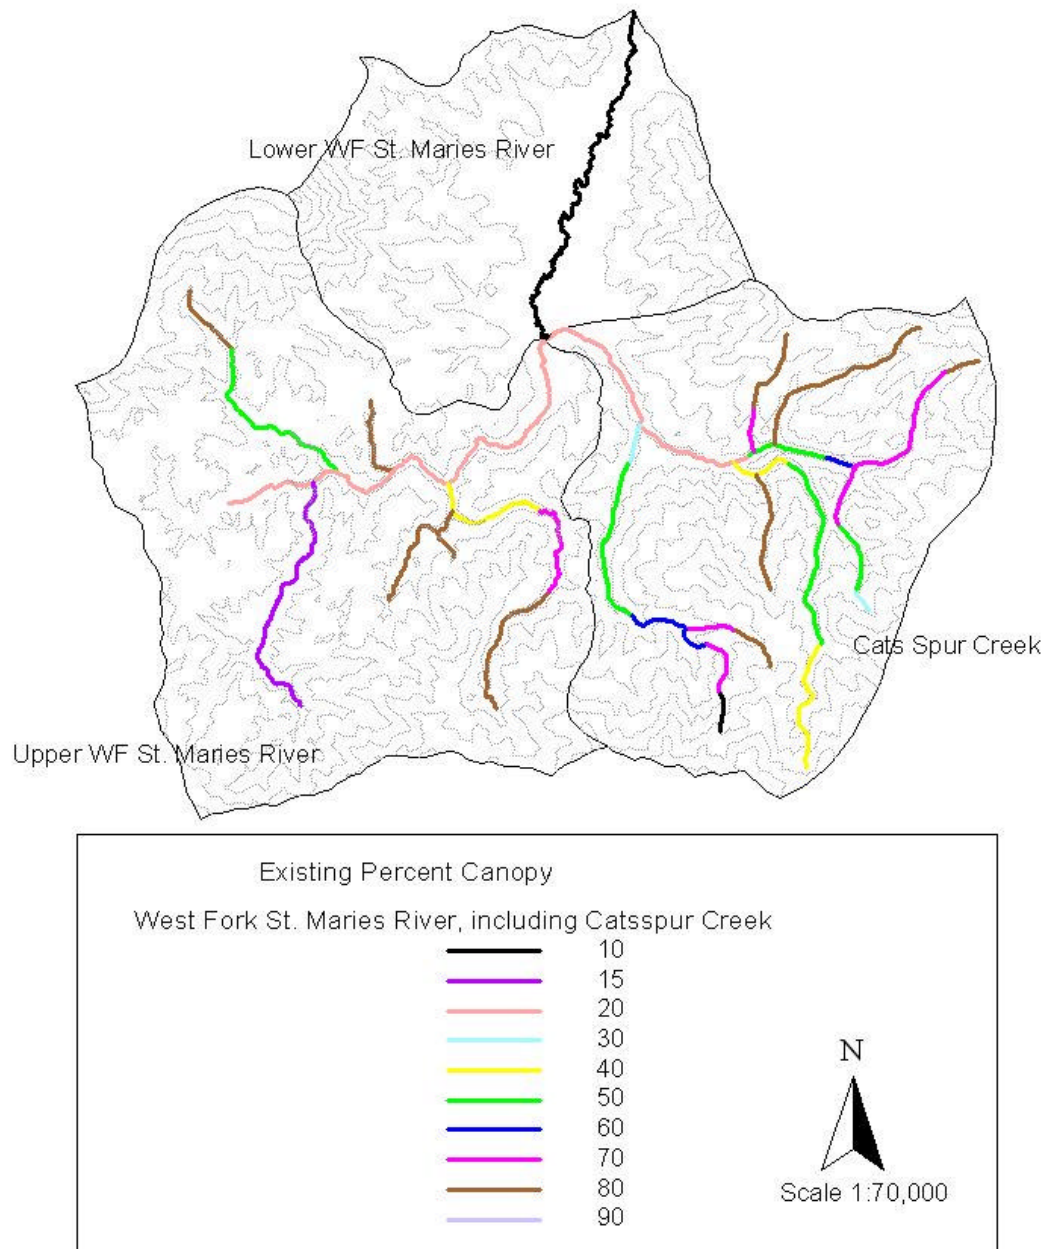 Lower WF St. Maries River
Cats Spur Creek
Upper WF St. Maries River
Existing Percent Canopy
West Fork St. Maries River, including Catsspur Creek
10
15
20
30
40
50
60
70
80
90
N
Scale 1:70,000